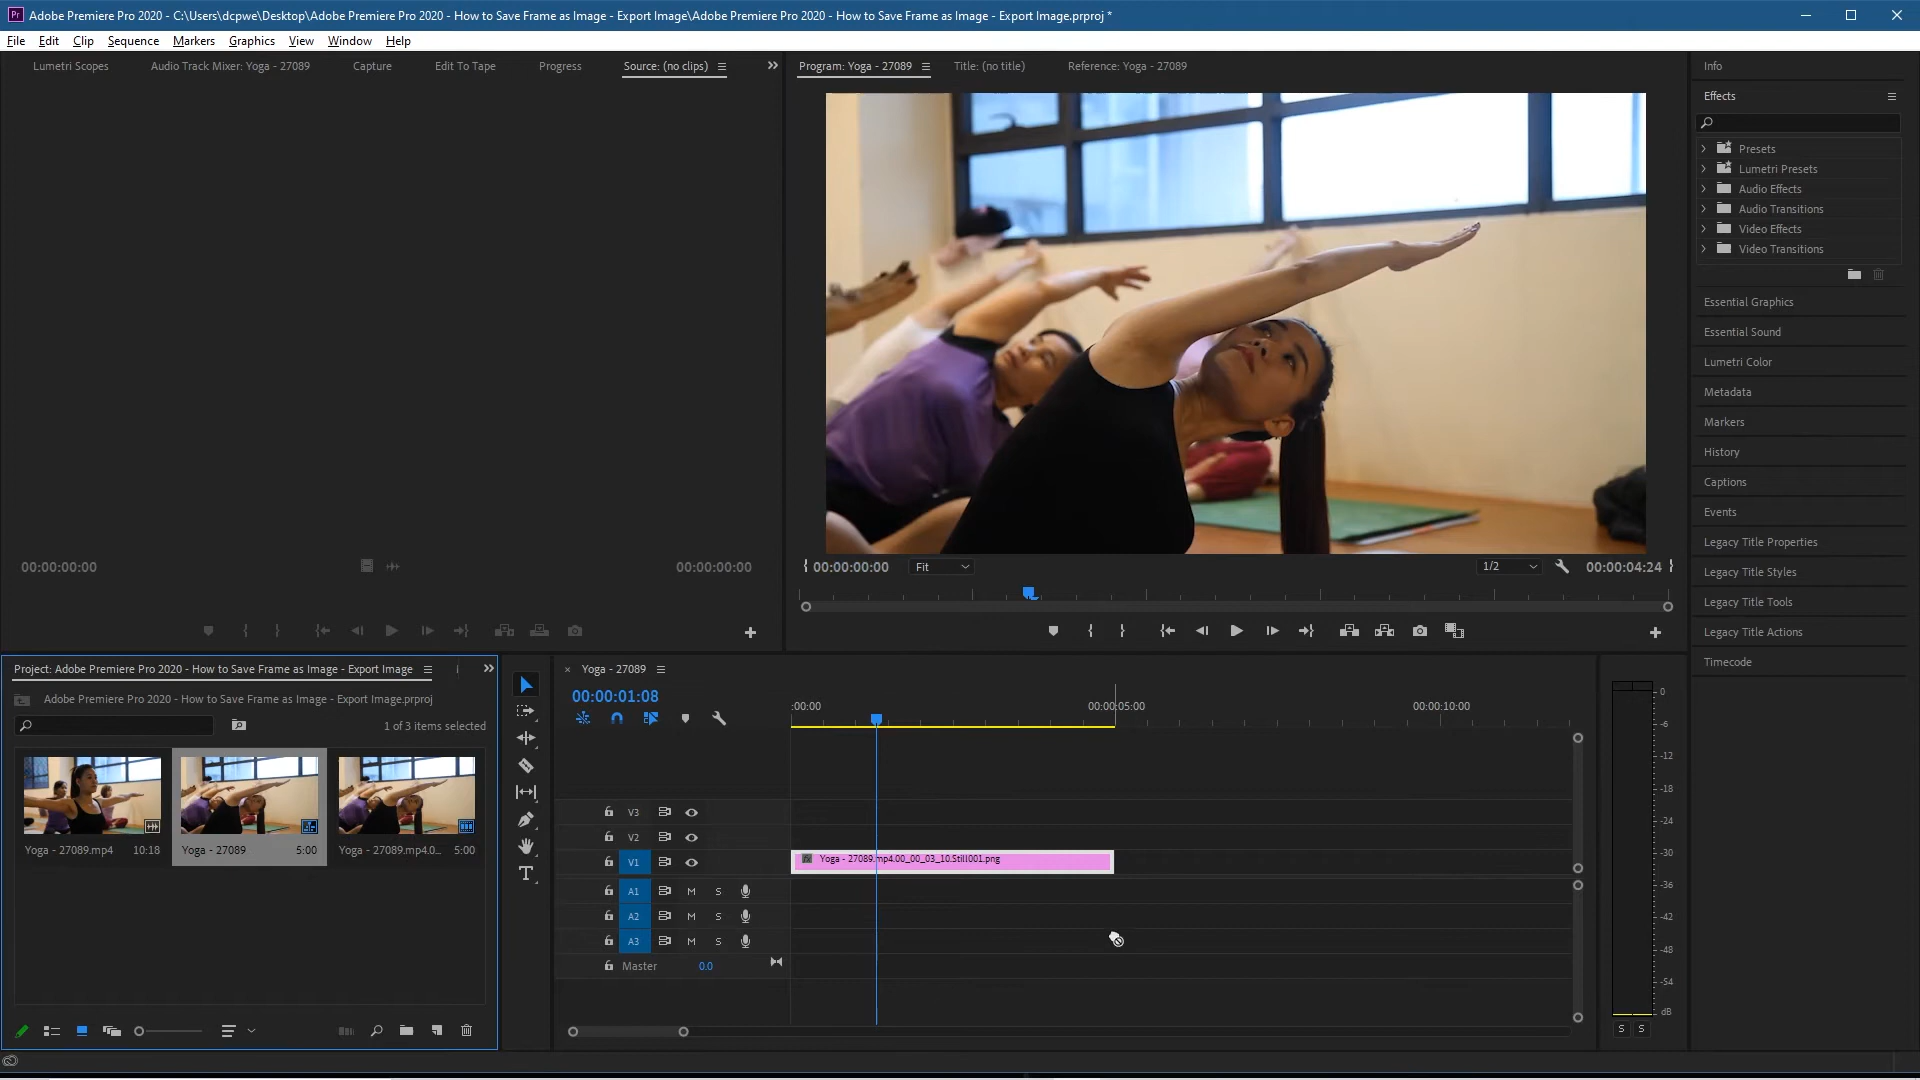 Adobe Premiere Pro 2020 - C:\Users\dcpwe\Desktop\Adobe Premiere Pro 2020 - How to Save Frame as Image - Export Image\Adobe Premiere Pro 2020 - How to Save Frame as Image - Export Image.prproj *
File Edit Clip Sequence Markers Graphics View Window Help
Lumetri Scopes Audio Track Mixer: Yoga - 27089 Capture Edit To Tape Progress Source: (no clips)
Program: Yoga - 27089 Title: (no title) Reference: Yoga - 27089
Info
Effects
Presets
Lumetri Presets
Audio Effects
Audio Transitions
Video Effects
Video Transitions
Essential Graphics
Essential Sound
Lumetri Color
Metadata
Markers
History
Captions
Events
Legacy Title Properties
Legacy Title Styles
Legacy Title Tools
Legacy Title Actions
Timecode
00:00:00:00 00:00:00:00
00:00:00:00 Fit 1/2 00:00:04:24
Project: Adobe Premiere Pro 2020 - How to Save Frame as Image - Export Image
Adobe Premiere Pro 2020 - How to Save Frame as Image - Export Image.prproj
1 of 3 items selected
Yoga - 27089.mp4 10:18
Yoga - 27089 5:00
Yoga - 27089.mp4.0... 5:00
Yoga - 27089
00:00:01:08
:00:00 00:00:05:00 00:00:10:00
V3
V2
V1 Yoga - 27089.mp4.00_00_03_10.Still001.png
A1 M S
A2 M S
A3 M S
Master 0.0
0
-6
-12
-18
-24
-30
-36
-42
-48
-54
dB
S S